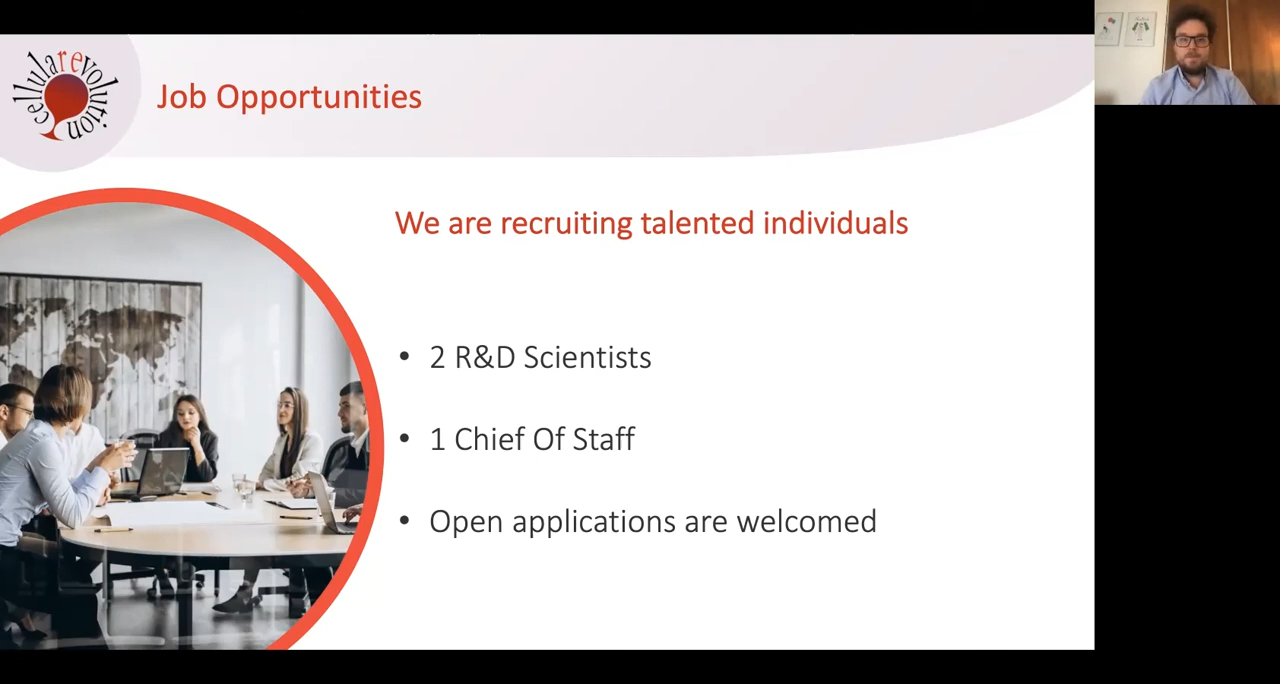 cellularevolution
Job Opportunities
We are recruiting talented individuals
• 2 R&D Scientists
• 1 Chief Of Staff
• Open applications are welcomed